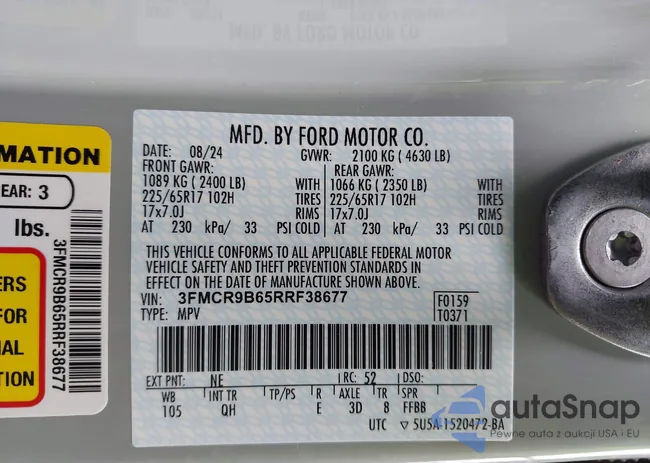 MFD. BY FORD MOTOR CO.
DATE: 08/24 GVWR: 2100 KG ( 4630 LB)
FRONT GAWR: REAR GAWR:
1089 KG ( 2400 LB) WITH 1066 KG ( 2350 LB) WITH
225/65R17 102H TIRES 225/65R17 102H TIRES
17x7.0J RIMS 17x7.0J RIMS
AT 230 kPa/ 33 PSI COLD AT 230 kPa/ 33 PSI COLD
THIS VEHICLE CONFORMS TO ALL APPLICABLE FEDERAL MOTOR
VEHICLE SAFETY AND THEFT PREVENTION STANDARDS IN
EFFECT ON THE DATE OF MANUFACTURE SHOWN ABOVE.
VIN: 3FMCR9B65RRF38677 F0159
TYPE: MPV T0371
EXT PNT: NE RC: 52 DSO:
WB INT TR TP/PS R AXLE TR SPR
105 QH E 3D 8 FFBB
UTC ▽5U5A-1520472-BA
MATION
EAR: 3
lbs.
3FMCR9B65RRF38677
ERS
FOR
NAL
TION
autaSnap
Pewne auta z aukcji USA i EU